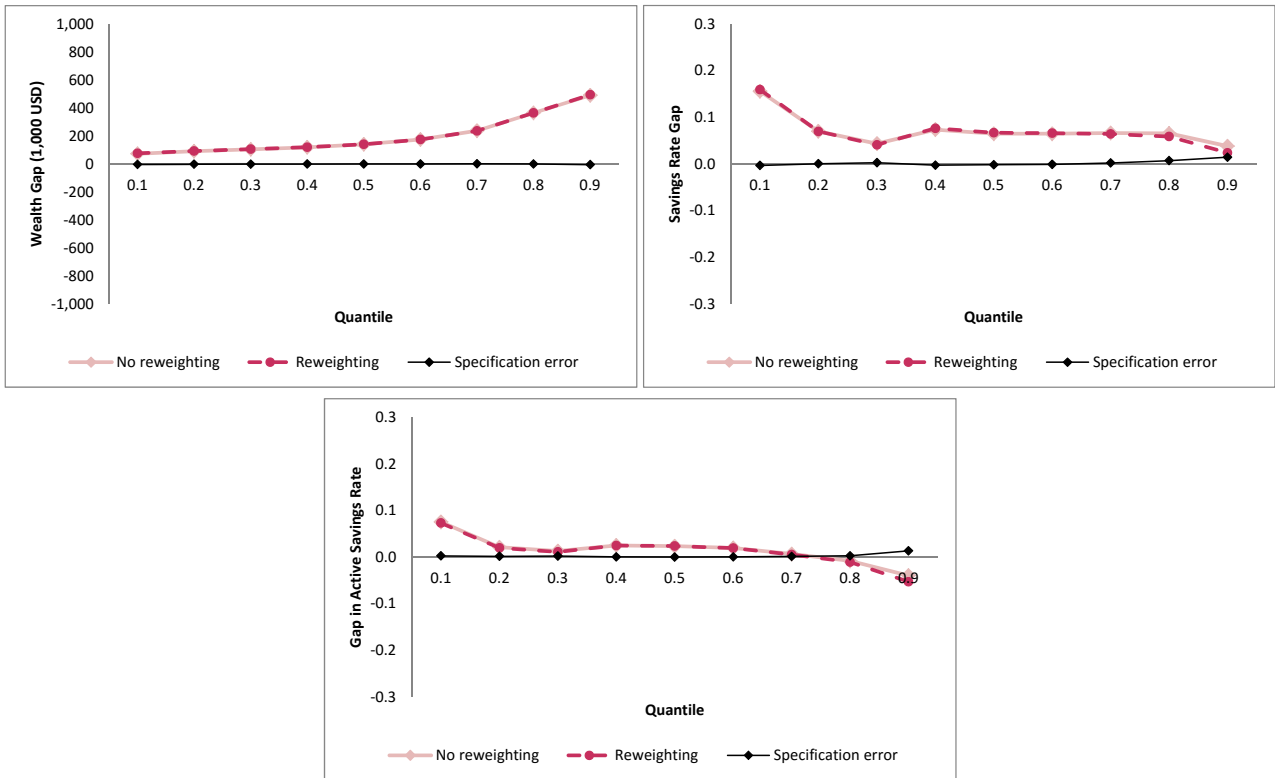 1,000
800
600
400
200
0
-200
-400
-600
-800
-1,000
Wealth Gap (1,000 USD)
0.1 0.2 0.3 0.4 0.5 0.6 0.7 0.8 0.9
Quantile
No reweighting Reweighting Specification error
0.3
0.2
0.1
0.0
-0.1
-0.2
-0.3
Savings Rate Gap
0.1 0.2 0.3 0.4 0.5 0.6 0.7 0.8 0.9
Quantile
No reweighting Reweighting Specification error
0.3
0.2
0.1
0.0
-0.1
-0.2
-0.3
Gap in Active Savings Rate
0.1 0.2 0.3 0.4 0.5 0.6 0.7 0.8 0.9
Quantile
No reweighting Reweighting Specification error